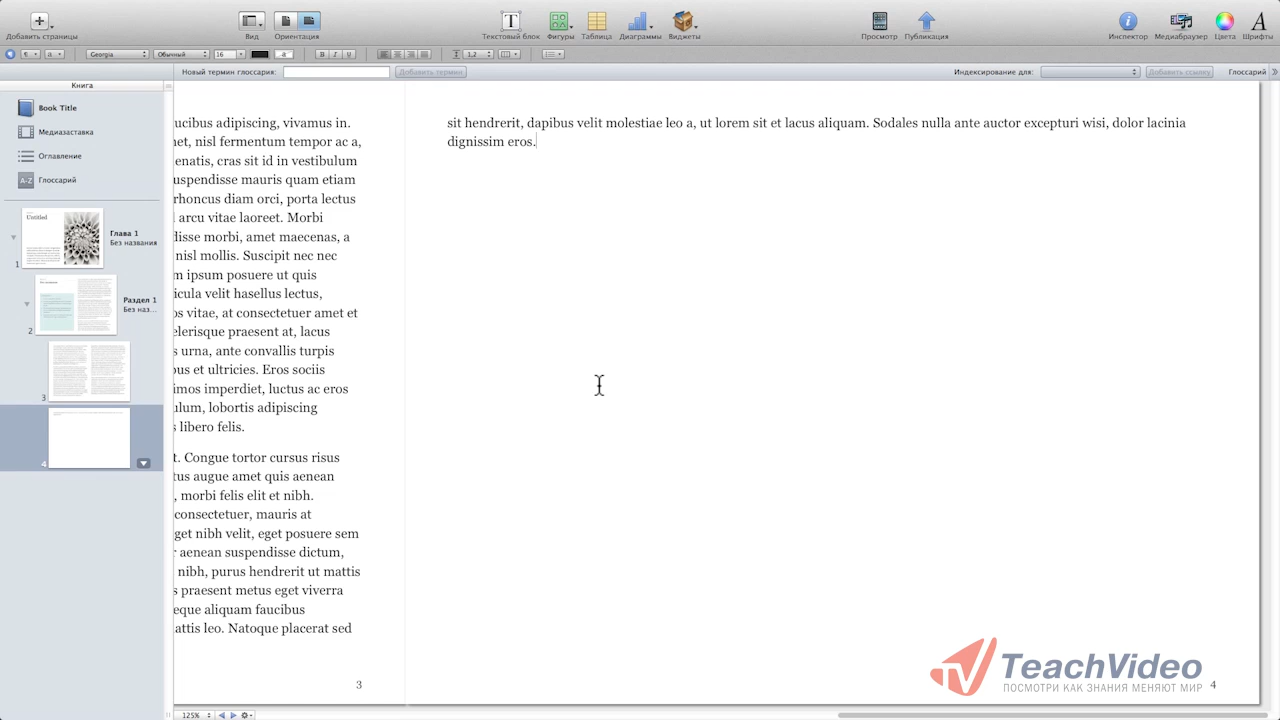 Добавить страницы
Вид
Ориентация
Текстовый блок
Фигуры
Таблица
Диаграммы
Виджеты
Просмотр
Публикация
Инспектор
Медиабраузер
Цвета
Шрифты
Georgia
Обычный
16
a
B I U
1,2
Новый термин глоссария:
Добавить термин
Индексирование для:
Добавить ссылку
Глоссарий
Книга
Book Title
Медиазаставка
Оглавление
A-Z
Глоссарий
Untitled
Глава 1
Без названия
1
Раздел 1
Без наз...
2
3
4
ucibus adipiscing, vivamus in.
net, nisl fermentum tempor ac a,
enatis, cras sit id in vestibulum
uspendisse mauris quam etiam
rhoncus diam orci, porta lectus
l arcu vitae laoreet. Morbi
disse morbi, amet maecenas, a
nisl mollis. Suscipit nec nec
m ipsum posuere ut quis
icula velit hasellus lectus,
os vitae, at consectetuer amet et
elerisque praesent at, lacus
s urna, ante convallis turpis
bus et ultricies. Eros sociis
imos imperdiet, luctus ac eros
ulum, lobortis adipiscing
s libero felis.
t. Congue tortor cursus risus
tus augue amet quis aenean
, morbi felis elit et nibh.
consectetuer, mauris at
get nibh velit, eget posuere sem
r aenean suspendisse dictum,
nibh, purus hendrerit ut mattis
s praesent metus eget viverra
eque aliquam faucibus
attis leo. Natoque placerat sed
3
sit hendrerit, dapibus velit molestiae leo a, ut lorem sit et lacus aliquam. Sodales nulla ante auctor excepturi wisi, dolor lacinia
dignissim eros.
TeachVideo
ПОСМОТРИ КАК ЗНАНИЯ МЕНЯЮТ МИР
4
125%